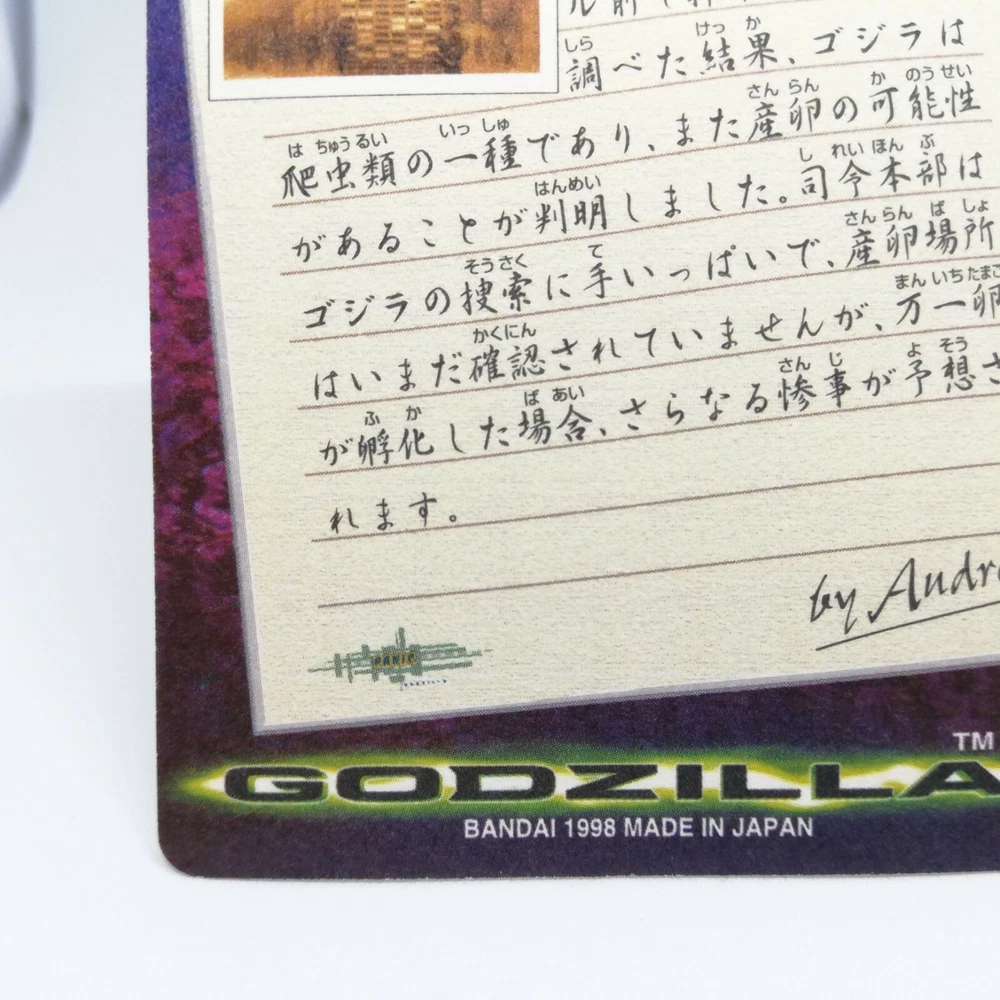 調べた結果、ゴジラは
爬虫類の一種であり、また産卵の可能性
があることが判明しました。司令本部は
ゴジラの捜索に手いっぱいで、産卵場所
はいまだ確認されていませんが、万一卵
が孵化した場合、さらなる惨事が予想さ
れます。
by
TM
GODZILLA
BANDAI 1998 MADE IN JAPAN